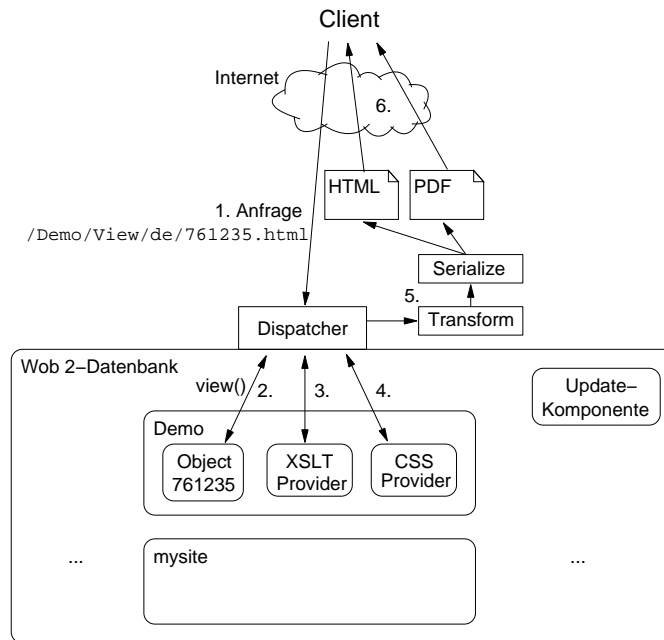 Client
Internet
6.
HTML
PDF
1. Anfrage
/Demo/View/de/761235.html
Serialize
5.
Dispatcher
Transform
Wob 2–Datenbank
view()
2.
3.
4.
Update–
Komponente
Demo
Object
761235
XSLT
Provider
CSS
Provider
...
mysite
...